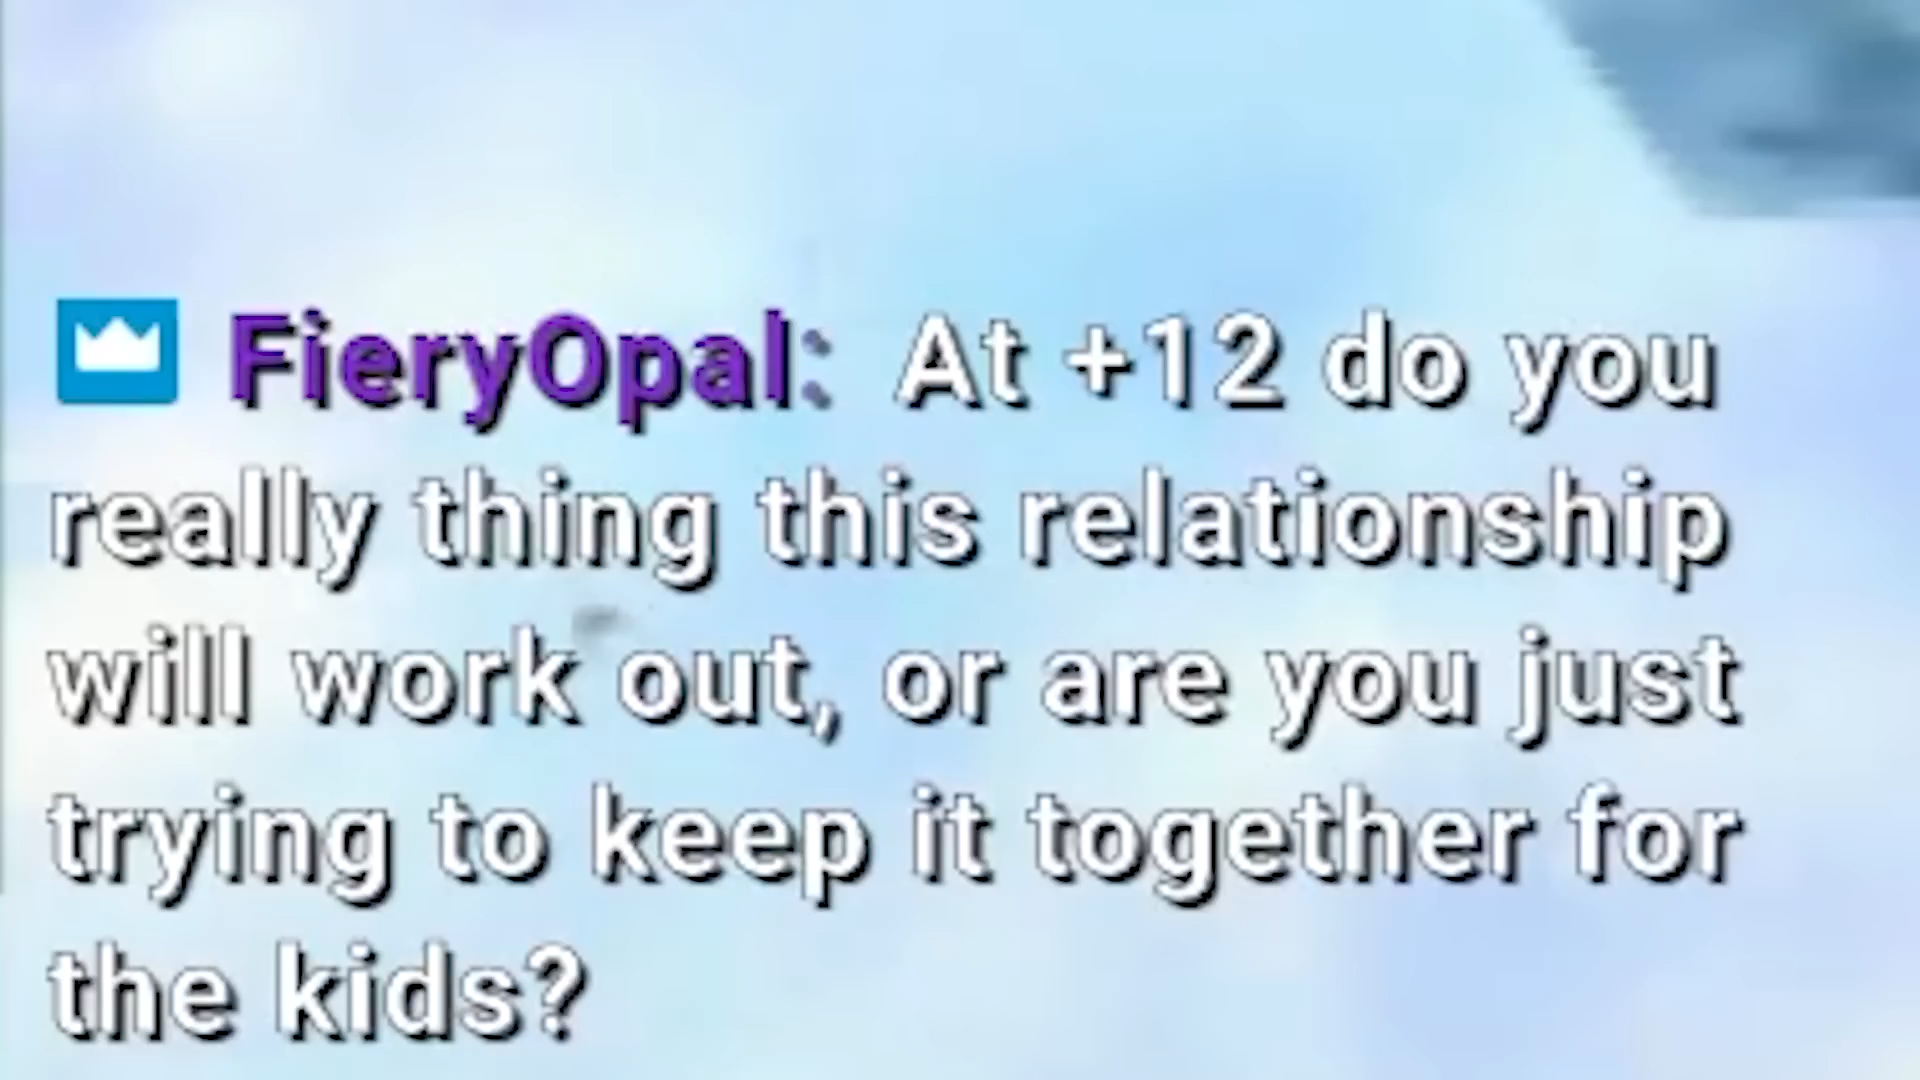 FieryOpal: At +12 do you
really thing this relationship
will work out, or are you just
trying to keep it together for
the kids?